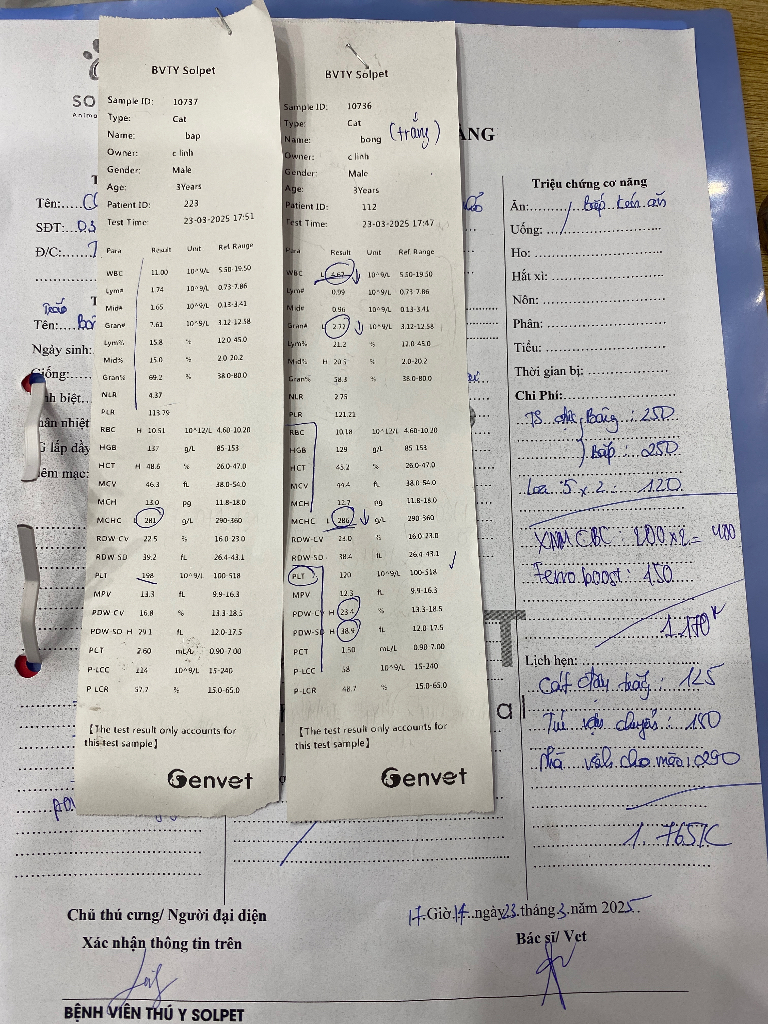 BVTY Solpet
Sample ID: 10737
Type: Cat
Name: bap
Owner: c linh
Gender: Male
Age: 3Years
Patient ID: 223
Test Time: 23-03-2025 17:51
Para Result Unit Ref Range
WBC 11.00 10^9/L 5.50-19.50
Lym# 1.74 10^9/L 0.73-7.86
Mid# 1.65 10^9/L 0.13-3.41
Gran# 7.61 10^9/L 3.12-12.58
Lym% 15.8 % 12.0-45.0
Mid% 15.0 % 2.0-20.2
Gran% 69.2 % 38.0-80.0
NLR 4.37
PLR 113.79
RBC H 10.51 10^12/L 4.60-10.20
HGB 137 g/L 85-153
HCT H 48.6 % 26.0-47.0
MCV 46.3 fL 38.0-54.0
MCH 13.0 pg 11.8-18.0
MCHC L 281 g/L 290-360
RDW-CV 22.5 % 16.0-23.0
RDW-SD 39.2 fL 26.4-43.1
PLT 198 10^9/L 100-518
MPV 13.3 fL 9.9-16.3
PDW-CV 16.8 % 13.3-18.5
PDW-SD H 29.1 fL 12.0-17.5
PCT 2.60 mL/L 0.90-7.00
P-LCC 114 10^9/L 15-240
P-LCR 57.7 % 15.0-65.0
【The test result only accounts for
this test sample】
Genvet
BVTY Solpet
Sample ID: 10736
Type: Cat
Name: bong (trắng)
Owner: c linh
Gender: Male
Age: 3Years
Patient ID: 112
Test Time: 23-03-2025 17:47
Para Result Unit Ref Range
WBC L 4.67 ↓ 10^9/L 5.50-19.50
Lym# 0.99 10^9/L 0.73-7.86
Mid# 0.96 10^9/L 0.13-3.41
Gran# L 2.72 ↓ 10^9/L 3.12-12.58
Lym% 21.2 % 12.0-45.0
Mid% H 20.5 % 2.0-20.2
Gran% 58.3 % 38.0-80.0
NLR 2.75
PLR 121.21
RBC 10.18 10^12/L 4.60-10.20
HGB 129 g/L 85-153
HCT 45.2 % 26.0-47.0
MCV 44.4 fL 38.0-54.0
MCH 12.7 pg 11.8-18.0
MCHC L 286 ↓ g/L 290-360
RDW-CV 23.0 % 16.0-23.0
RDW-SD 38.4 fL 26.4-43.1
PLT 120 10^9/L 100-518
MPV 12.3 fL 9.9-16.3
PDW-CV H 23.4 % 13.3-18.5
PDW-SD H 38.9 fL 12.0-17.5
PCT 1.50 mL/L 0.90-7.00
P-LCC 58 10^9/L 15-240
P-LCR 48.7 % 15.0-65.0
【The test result only accounts for
this test sample】
Genvet
SO
Tên:
SĐT: 03
Đ/C:
Tên:
Ngày sinh:
Giống:
lấp đầy
ÀNG
Triệu chứng cơ năng
Ăn: Bắp kén ăn
Uống:
Ho:
Hắt xì:
Nôn:
Phân:
Tiểu:
Thời gian bị:
Chi Phí:
TS Bông : 250
Bắp : 250
Loa 5 x 2 : 120
XNM CBC : 200 x 2 = 400
Ferro boost : 150
1.170K
Lịch hẹn:
125
Túi vận chuyển : 180
Nhà vệ sinh cho mèo : 290
1.765K
Chủ thú cưng/ Người đại diện
Xác nhận thông tin trên
17 Giờ 14 ngày 23 tháng 3 năm 2025
Bác sĩ/ Vet
BỆNH VIỆN THÚ Y SOLPET